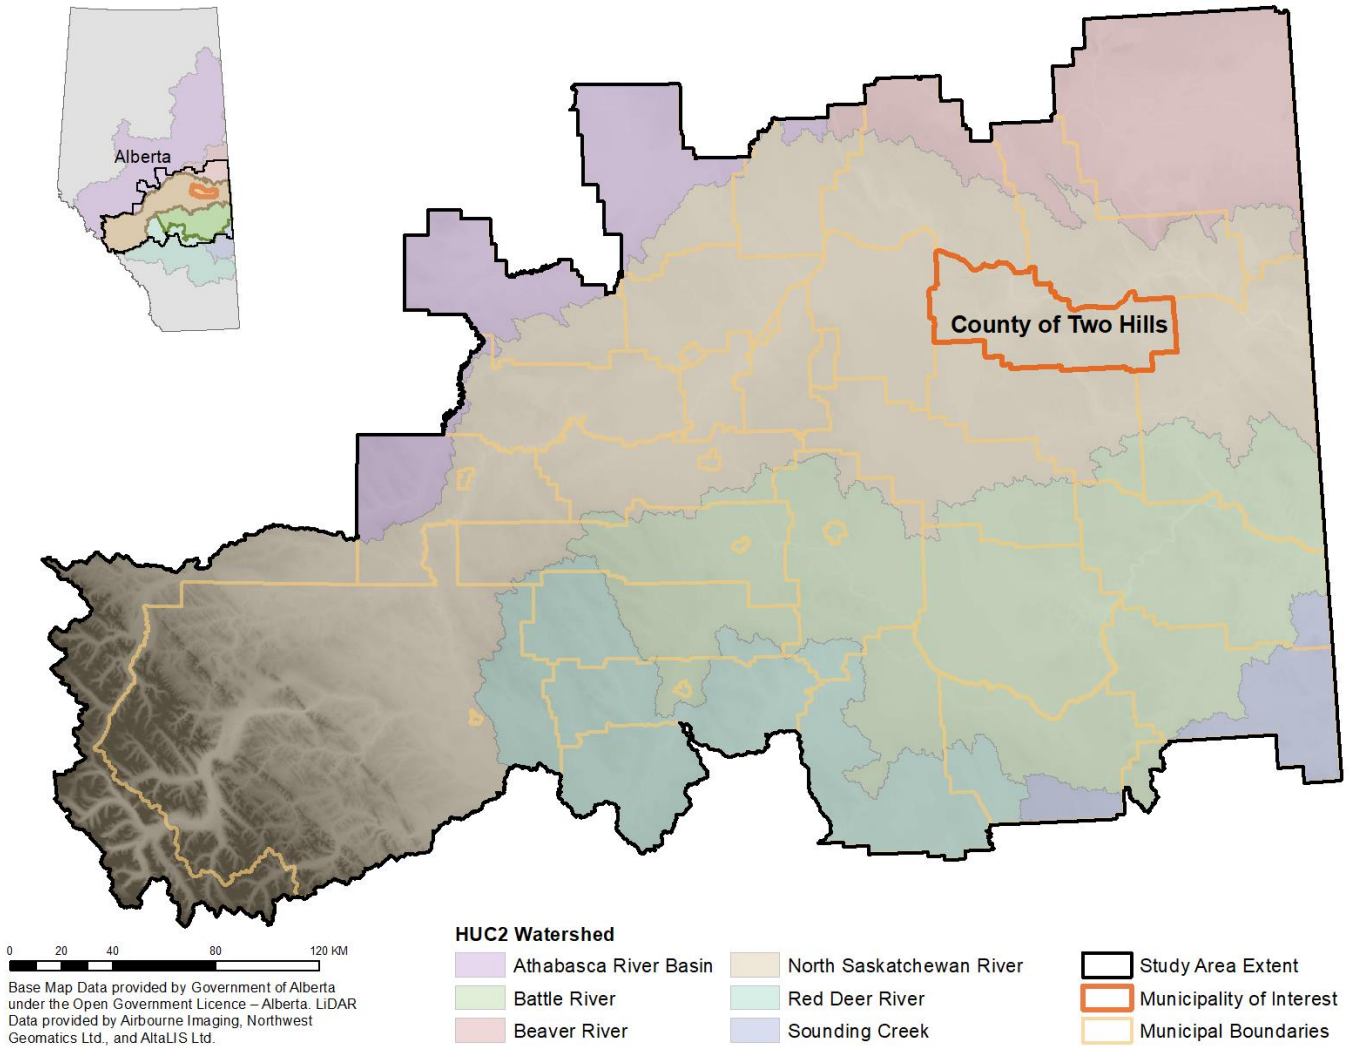 Alberta
County of Two Hills
0 20 40 80 120 KM
Base Map Data provided by Government of Alberta
under the Open Government Licence – Alberta. LiDAR
Data provided by Airbourne Imaging, Northwest
Geomatics Ltd., and AltaLIS Ltd.
HUC2 Watershed
Athabasca River Basin
Battle River
Beaver River
North Saskatchewan River
Red Deer River
Sounding Creek
Study Area Extent
Municipality of Interest
Municipal Boundaries